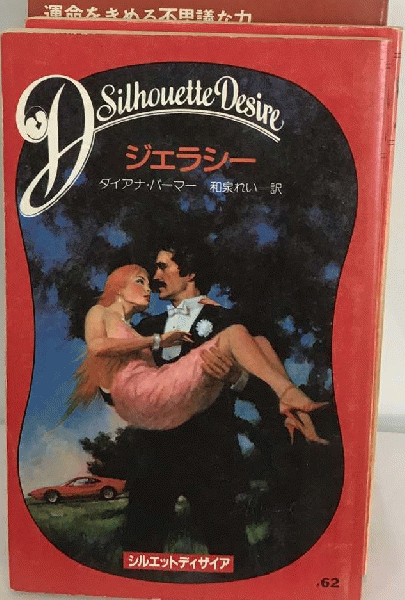 運命をきめる不思議な力
Silhouette Desire
ジェラシー
ダイアナ・パーマー 和泉れい 訳
シルエットディザイア
62